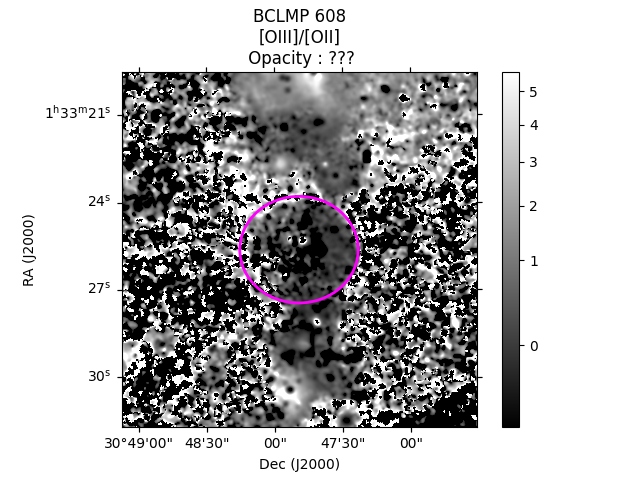 BCLMP 608
[OIII]/[OII]
Opacity : ???
RA (J2000)
1ʰ33ᵐ21ˢ
24ˢ
27ˢ
30ˢ
30°49'00" 48'30" 00" 47'30" 00"
Dec (J2000)
5
4
3
2
1
0